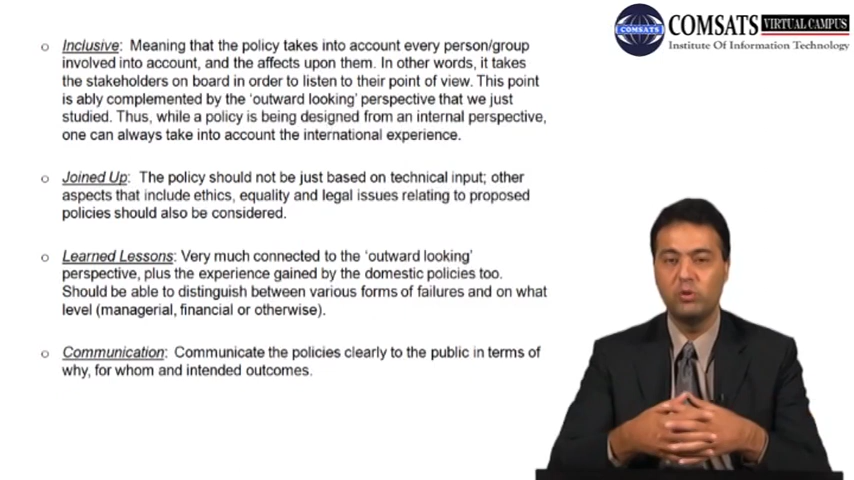 COMSATS VIRTUAL CAMPUS
Institute Of Information Technology
COMSATS
o Inclusive: Meaning that the policy takes into account every person/group
involved into account, and the affects upon them. In other words, it takes
the stakeholders on board in order to listen to their point of view. This point
is ably complemented by the ‘outward looking’ perspective that we just
studied. Thus, while a policy is being designed from an internal perspective,
one can always take into account the international experience.
o Joined Up: The policy should not be just based on technical input; other
aspects that include ethics, equality and legal issues relating to proposed
policies should also be considered.
o Learned Lessons: Very much connected to the ‘outward looking’
perspective, plus the experience gained by the domestic policies too.
Should be able to distinguish between various forms of failures and on what
level (managerial, financial or otherwise).
o Communication: Communicate the policies clearly to the public in terms of
why, for whom and intended outcomes.